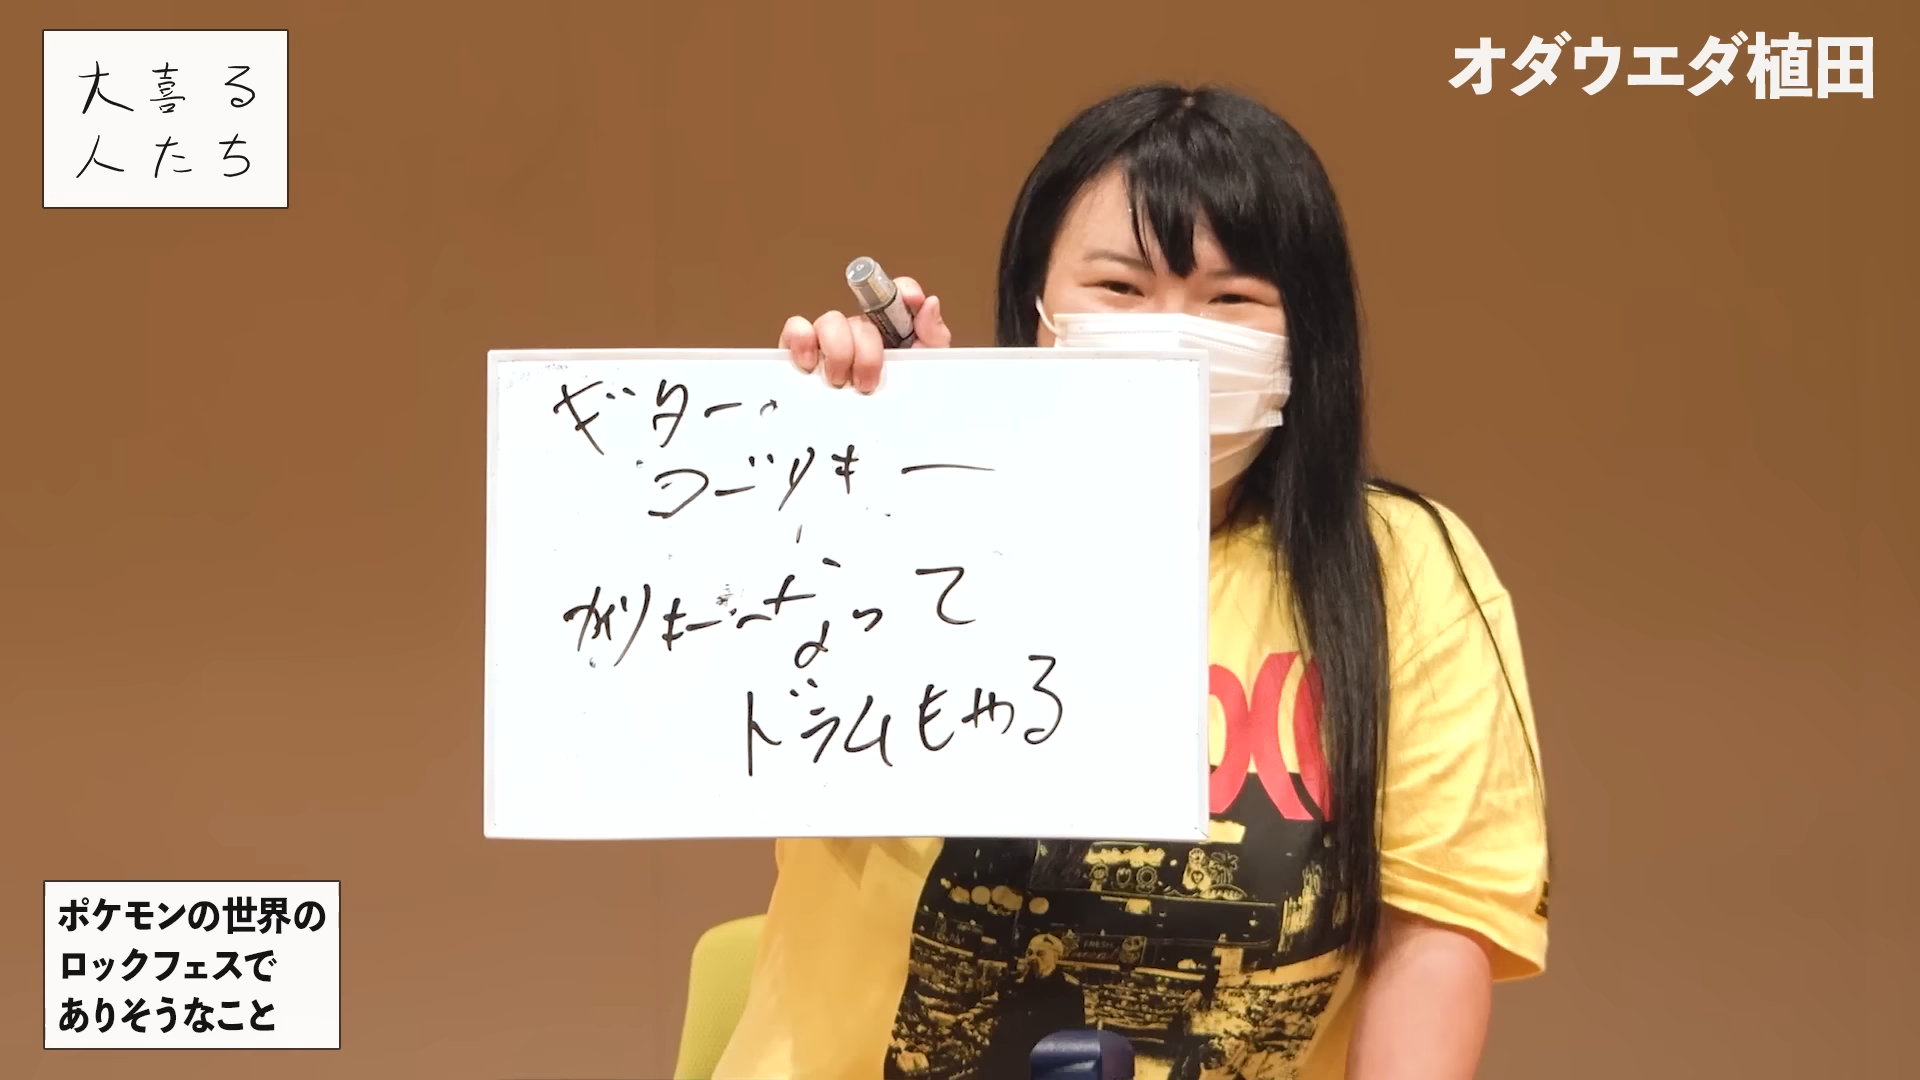 大喜る
人たち
オダウエダ植田
ギター、
ゴーリキー
カイリキーになって
ドラムもやる
ポケモンの世界の
ロックフェスで
ありそうなこと